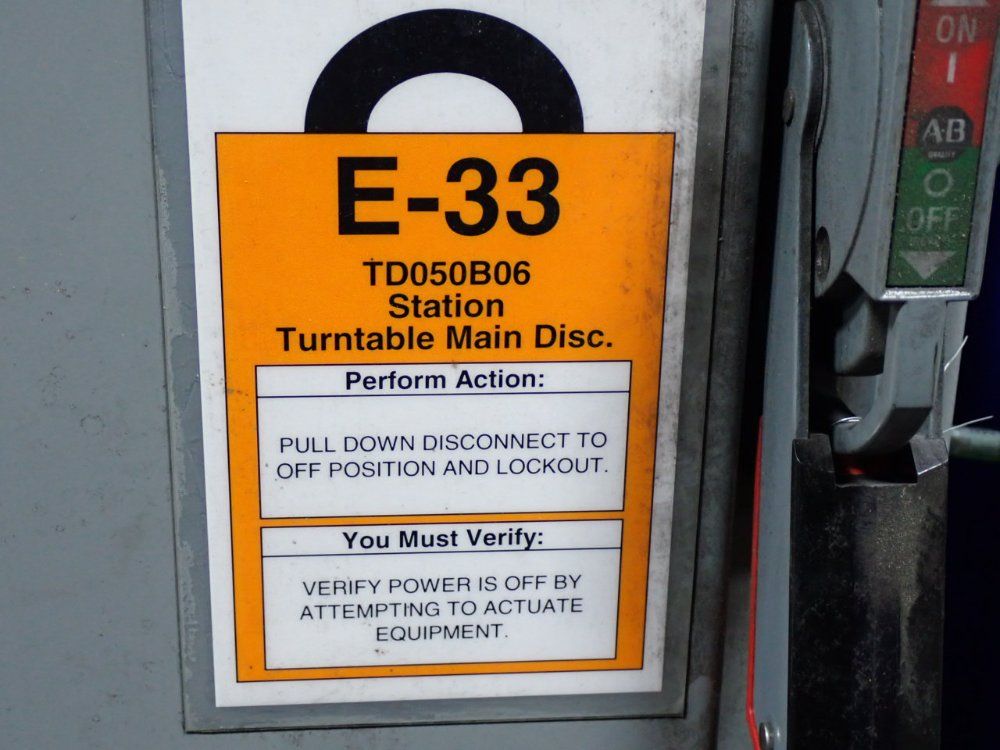 E-33
TD050B06
Station
Turntable Main Disc.
Perform Action:
PULL DOWN DISCONNECT TO
OFF POSITION AND LOCKOUT.
You Must Verify:
VERIFY POWER IS OFF BY
ATTEMPTING TO ACTUATE
EQUIPMENT.
ON
I
AB
QUALITY
O
OFF